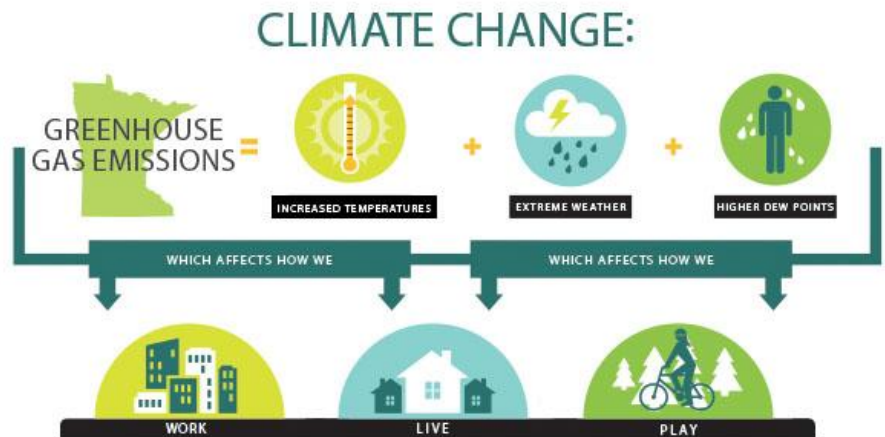 CLIMATE CHANGE:
GREENHOUSE
GAS EMISSIONS
=
+
+
INCREASED TEMPERATURES
EXTREME WEATHER
HIGHER DEW POINTS
WHICH AFFECTS HOW WE
WHICH AFFECTS HOW WE
WORK
LIVE
PLAY